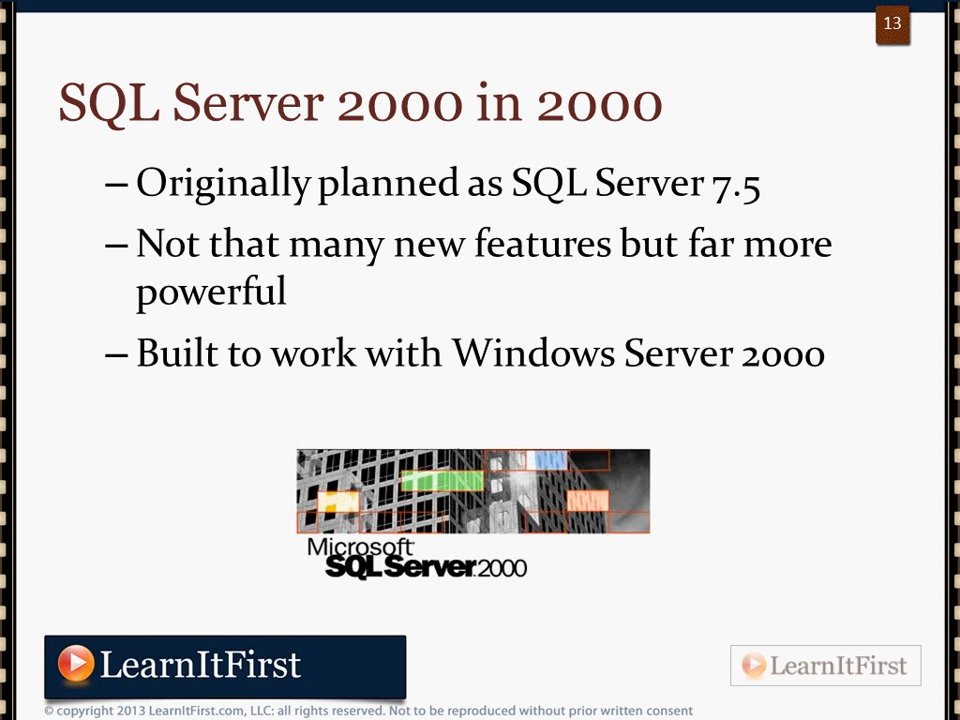 13
SQL Server 2000 in 2000
– Originally planned as SQL Server 7.5
– Not that many new features but far more
powerful
– Built to work with Windows Server 2000
Microsoft
SQL Server 2000
LearnItFirst
LearnItFirst
© copyright 2013 LearnItFirst.com, LLC: all rights reserved. Not to be reproduced without prior written consent